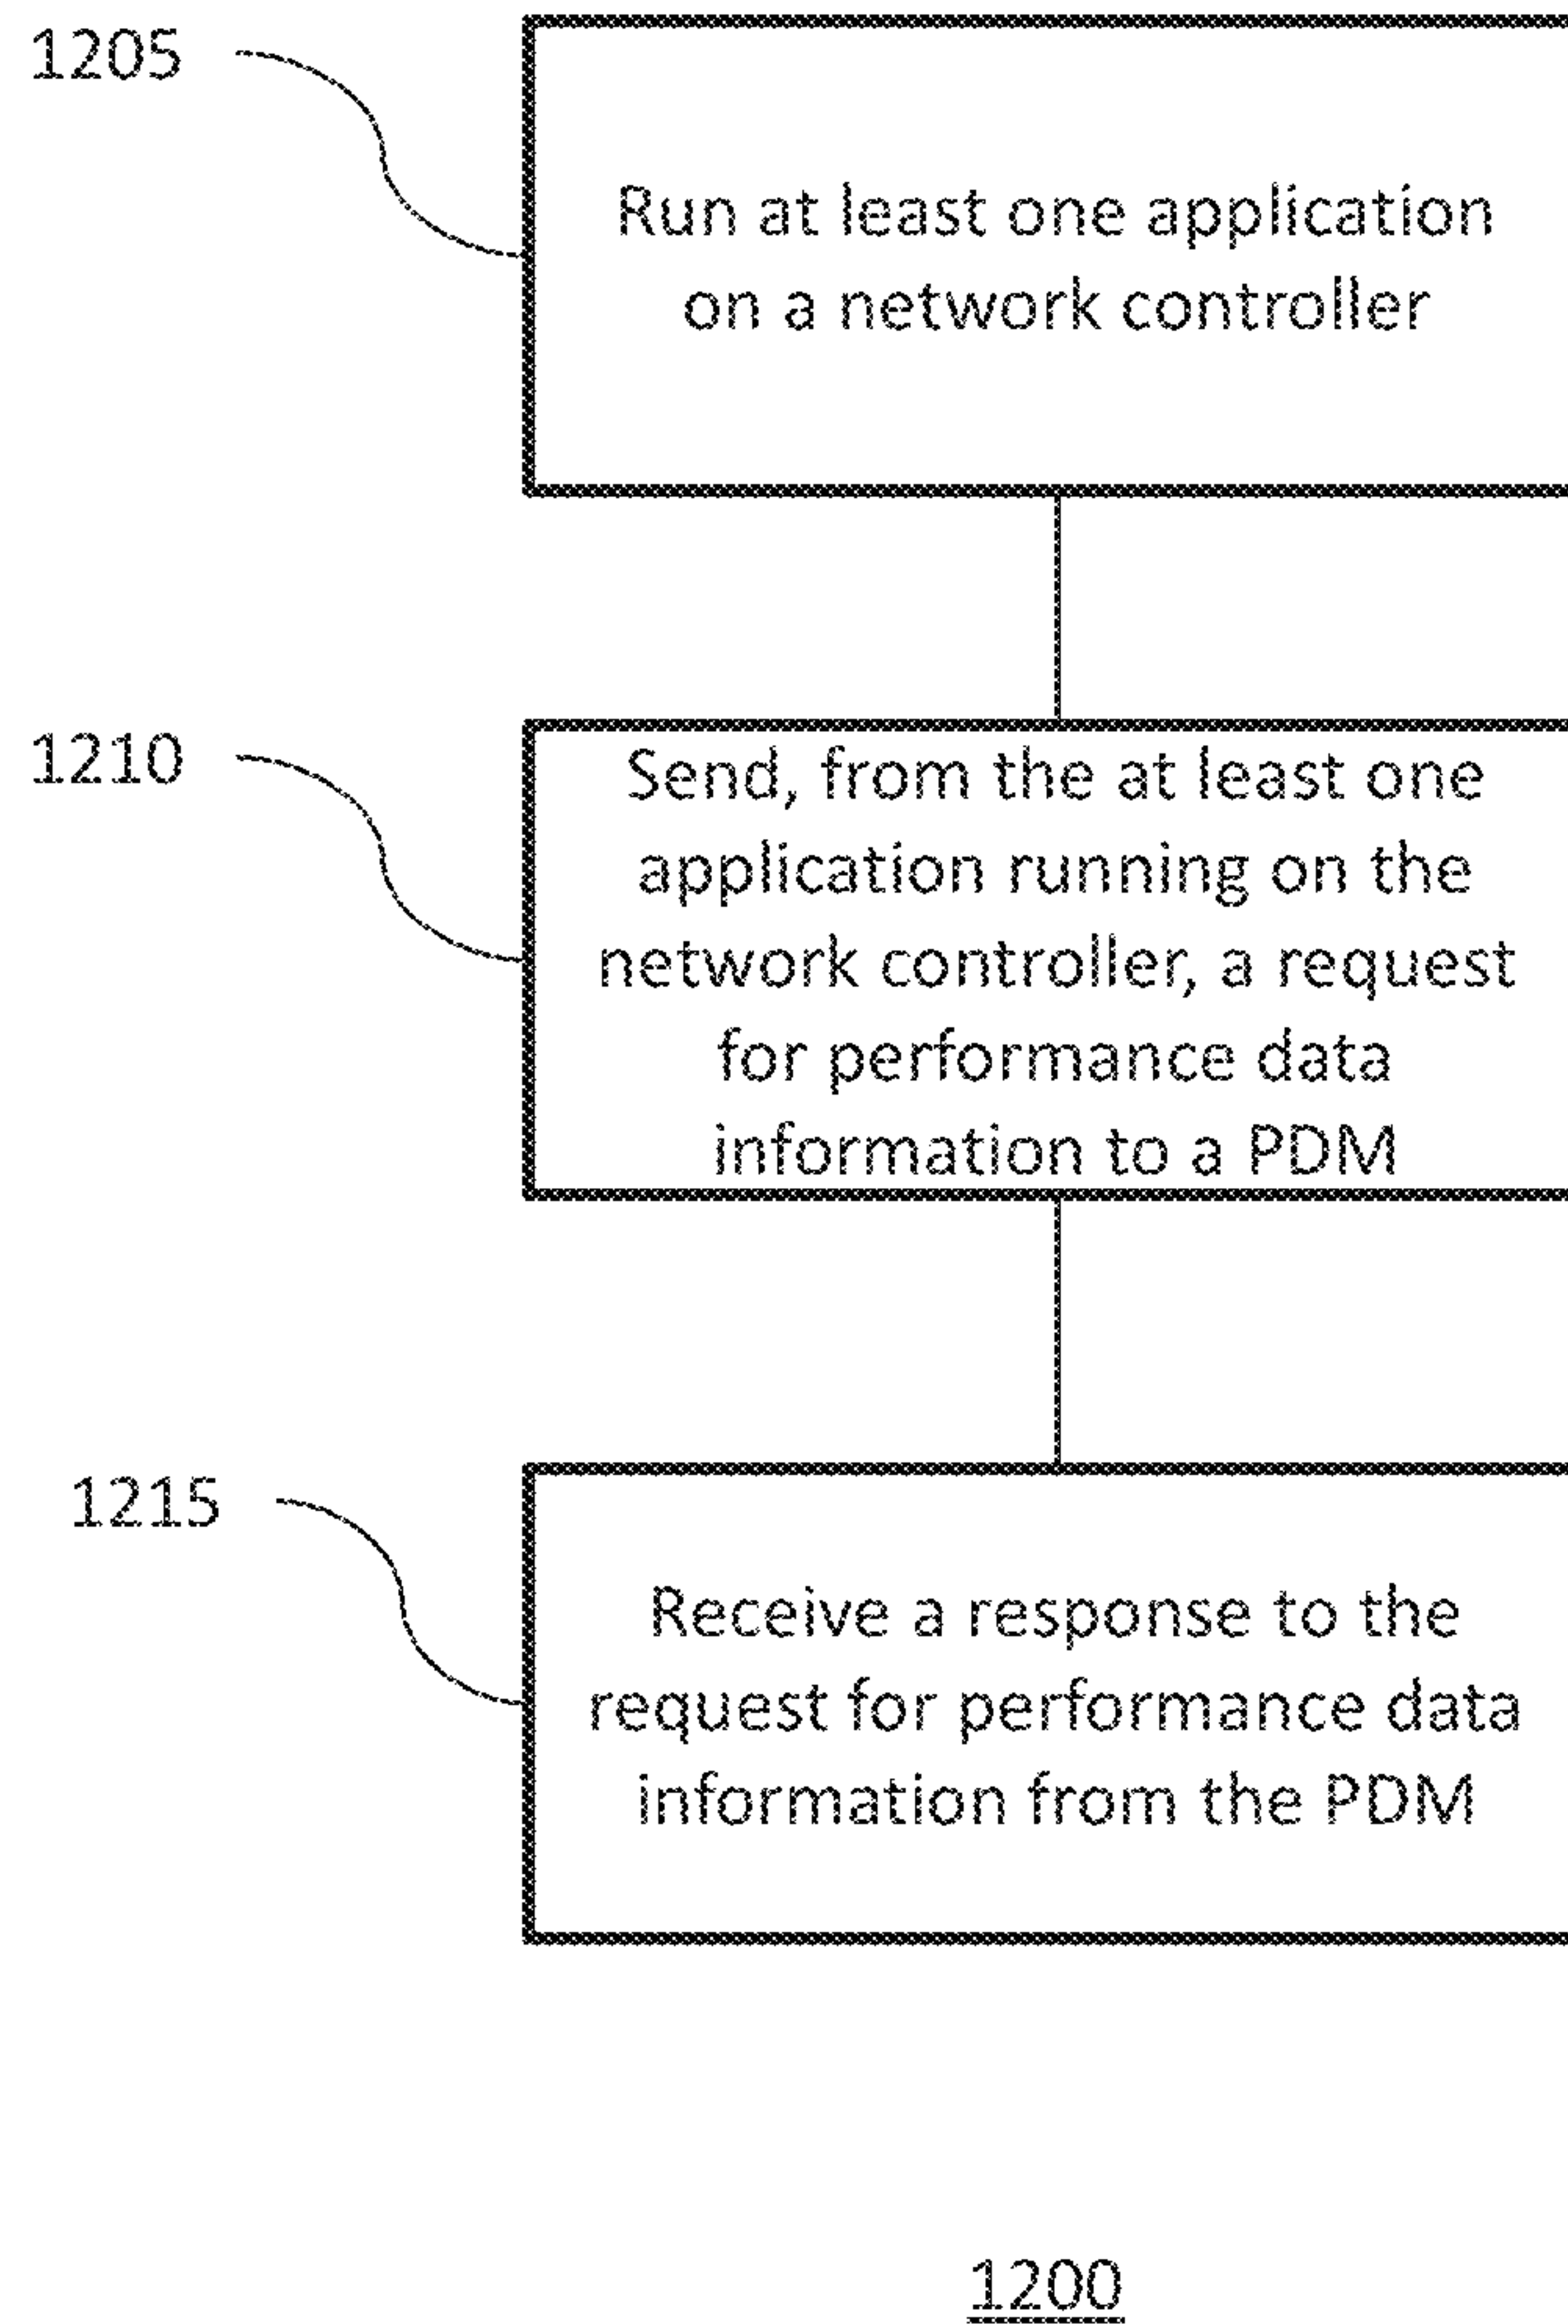 1205
Run at least one application
on a network controller
1210
Send, from the at least one
application running on the
network controller, a request
for performance data
information to a PDM
1215
Receive a response to the
request for performance data
information from the PDM
1200